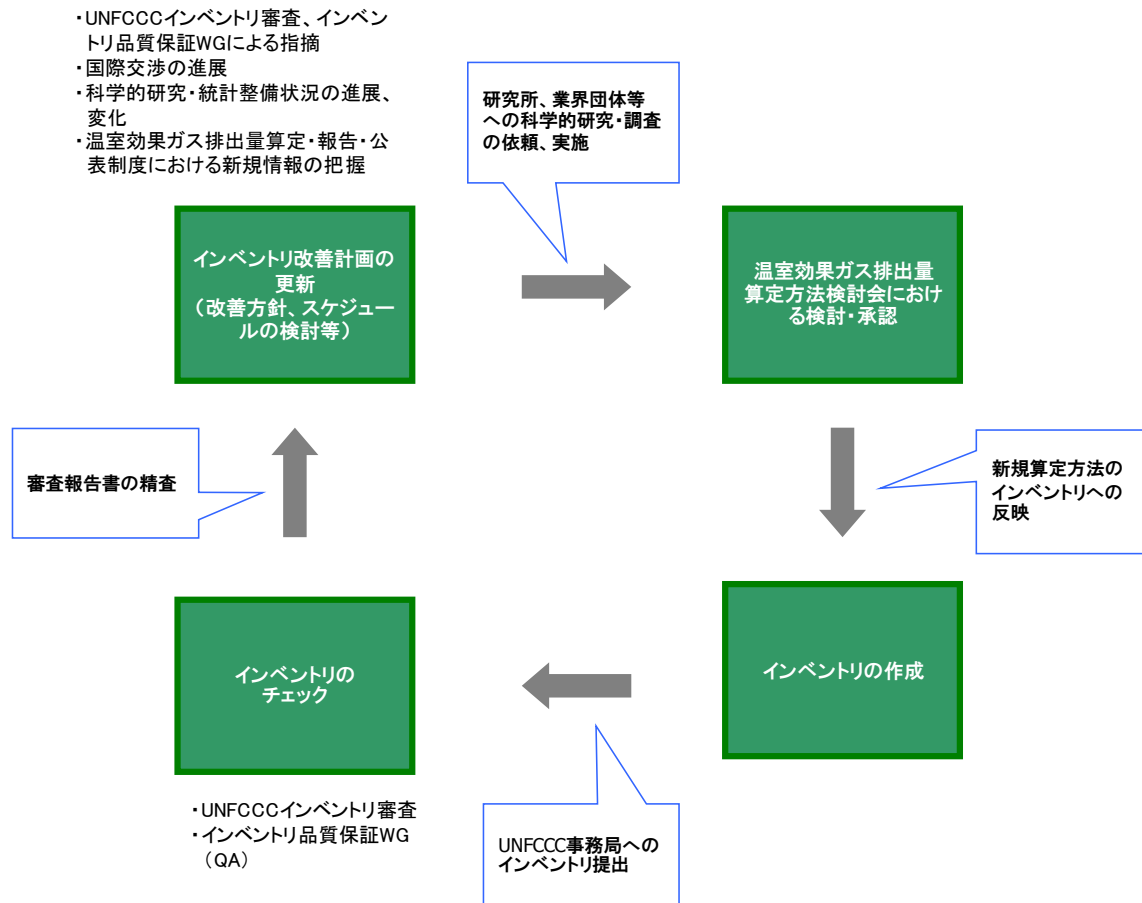 ・UNFCCCインベントリ審査、インベン
トリ品質保証WGによる指摘
・国際交渉の進展
・科学的研究・統計整備状況の進展、
変化
・温室効果ガス排出量算定・報告・公
表制度における新規情報の把握
研究所、業界団体等
への科学的研究・調査
の依頼、実施
インベントリ改善計画の
更新
（改善方針、スケジュー
ルの検討等）
温室効果ガス排出量
算定方法検討会におけ
る検討・承認
審査報告書の精査
新規算定方法の
インベントリへの
反映
インベントリの
チェック
インベントリの作成
・UNFCCCインベントリ審査
・インベントリ品質保証WG
（QA）
UNFCCC事務局への
インベントリ提出